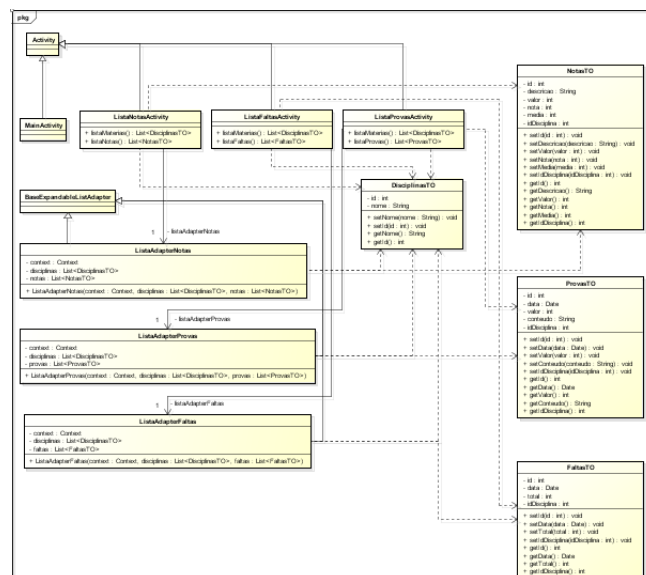 pkg
Activity
MainActivity
ListaNotasActivity
+ listaMaterias() : List<DisciplinasTO>
+ listaNotas() : List<NotasTO>
ListaFaltasActivity
+ listaMaterias() : List<DisciplinasTO>
+ listaFaltas() : List<FaltasTO>
ListaProvasActivity
+ listaMaterias() : List<DisciplinasTO>
+ listaProvas() : List<ProvasTO>
NotasTO
- id : int
- descricao : String
- valor : int
- nota : int
- media : int
- idDisciplina : int
+ setId(id : int) : void
+ setDescricao(descricao : String) : void
+ setValor(valor : int) : void
+ setNota(nota : int) : void
+ setMedia(media : int) : void
+ setIdDisciplina(idDisciplina : int) : void
+ getId() : int
+ getDescricao() : String
+ getValor() : int
+ getNota() : int
+ getMedia() : int
+ getIdDisciplina() : int
DisciplinasTO
- id : int
- nome : String
+ setNome(nome : String) : void
+ setId(id : int) : void
+ getNome() : String
+ getId() : int
BaseExpandableListAdapter
1
- listaAdapterNotas
ListaAdapterNotas
- context : Context
- disciplinas : List<DisciplinasTO>
- notas : List<NotasTO>
+ ListaAdapterNotas(context : Context, disciplinas : List<DisciplinasTO>, notas : List<NotasTO>)
1
- listaAdapterProvas
ListaAdapterProvas
- context : Context
- disciplinas : List<DisciplinasTO>
- provas : List<ProvasTO>
+ ListaAdapterProvas(context : Context, disciplinas : List<DisciplinasTO>, provas : List<ProvasTO>)
ProvasTO
- id : int
- data : Date
- valor : int
- conteudo : String
- idDisciplina : int
+ setId(id : int) : void
+ setData(data : Date) : void
+ setValor(valor : int) : void
+ setConteudo(conteudo : String) : void
+ setIdDisciplina(idDisciplina : int) : void
+ getId() : int
+ getData() : Date
+ getValor() : int
+ getConteudo() : String
+ getIdDisciplina() : int
1
- listaAdapterFaltas
ListaAdapterFaltas
- context : Context
- disciplinas : List<DisciplinasTO>
- faltas : List<FaltasTO>
+ ListaAdapterFaltas(context : Context, disciplinas : List<DisciplinasTO>, faltas : List<FaltasTO>)
FaltasTO
- id : int
- data : Date
- total : int
- idDisciplina : int
+ setId(id : int) : void
+ setData(data : Date) : void
+ setTotal(total : int) : void
+ setIdDisciplina(idDisciplina : int) : void
+ getId() : int
+ getData() : Date
+ getTotal() : int
+ getIdDisciplina() : int